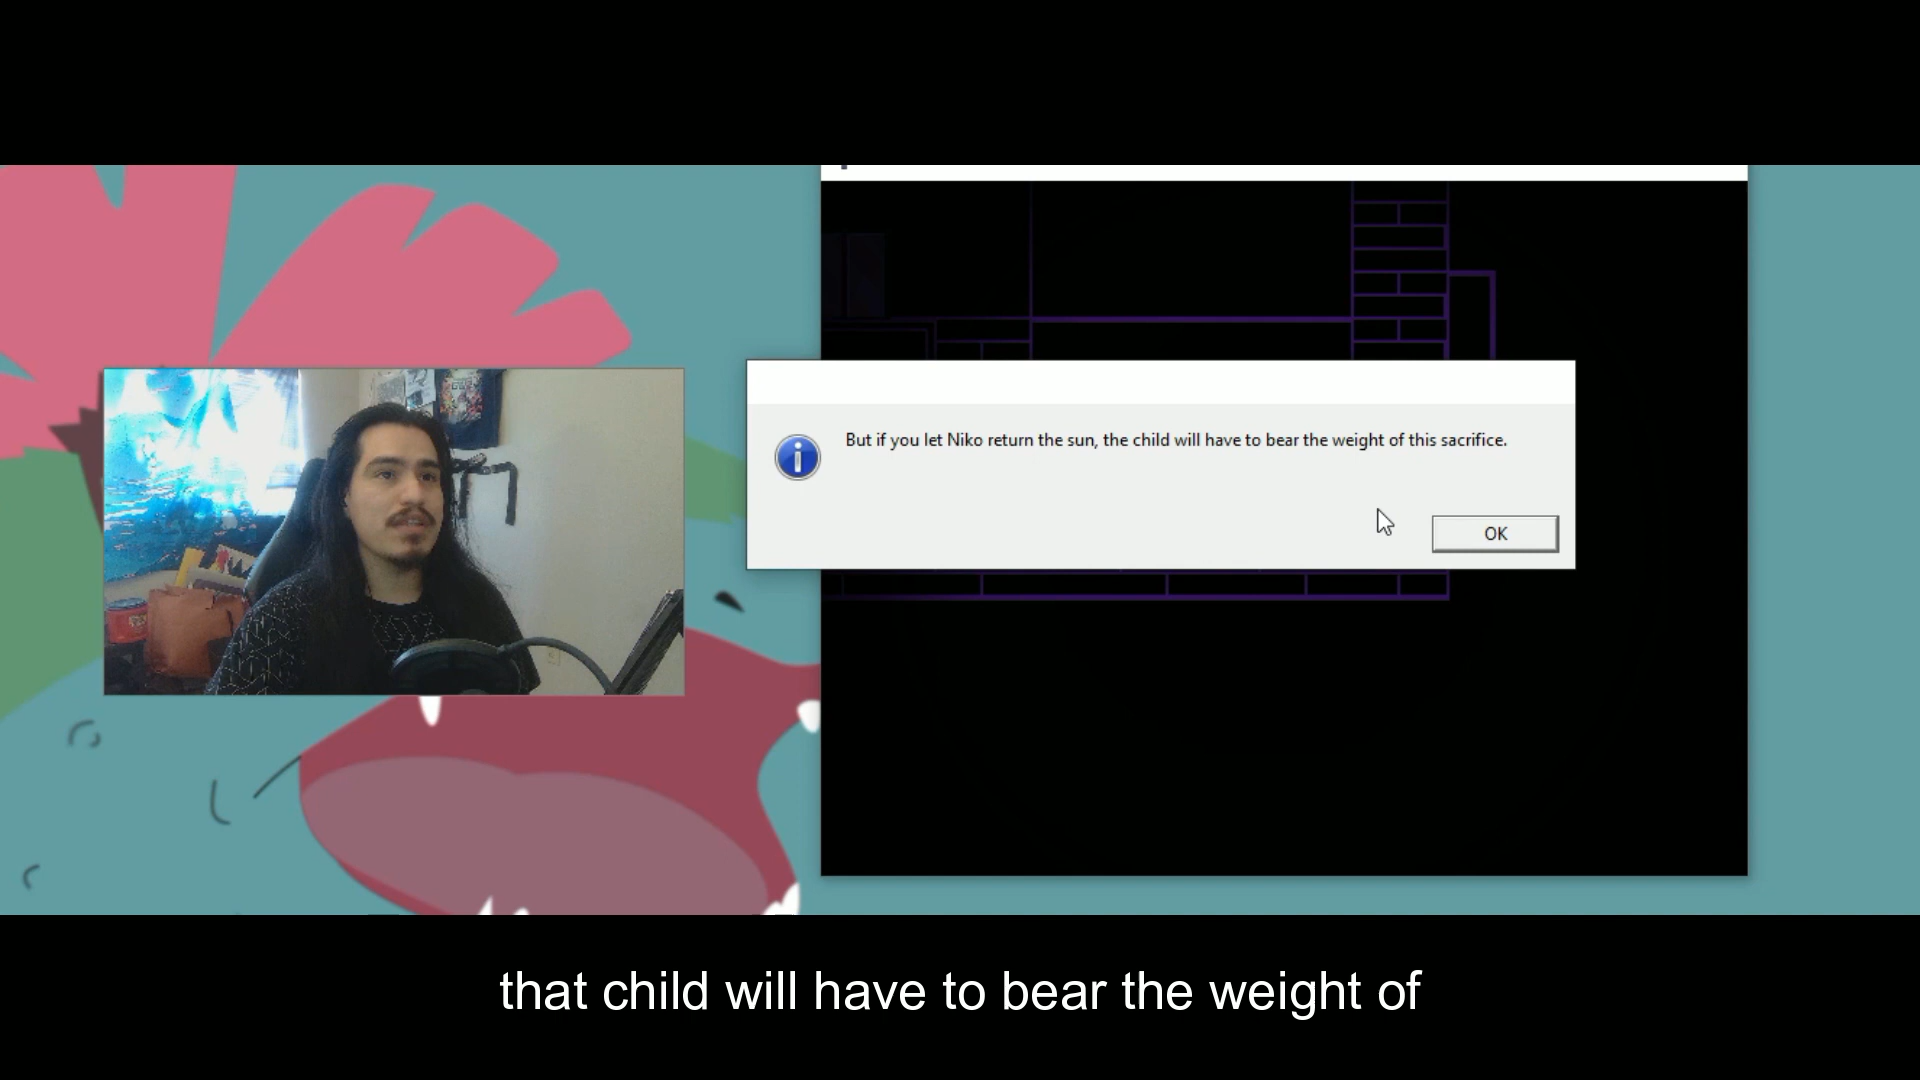 But if you let Niko return the sun, the child will have to bear the weight of this sacrifice.
OK
that child will have to bear the weight of